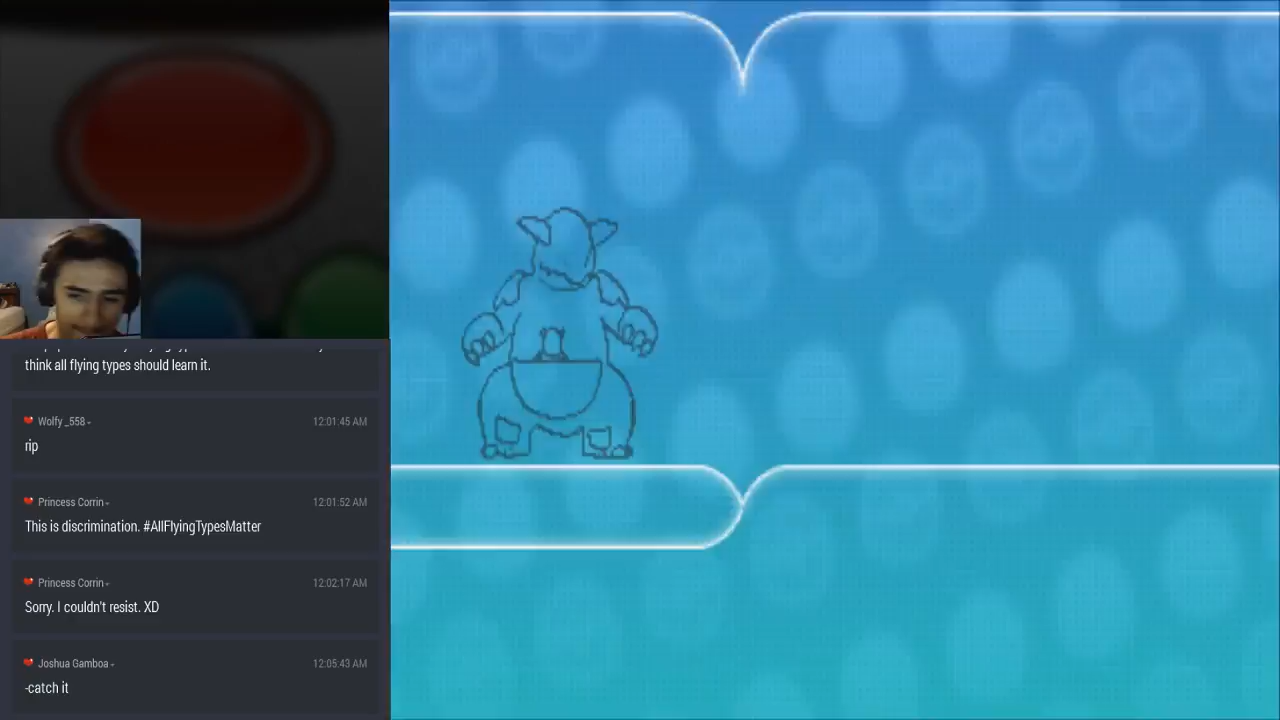 think all flying types should learn it.
Wolfy _558
12:01:45 AM
rip
Princess Corrin
12:01:52 AM
This is discrimination. #AllFlyingTypesMatter
Princess Corrin
12:02:17 AM
Sorry. I couldn't resist. XD
Joshua Gamboa
12:05:43 AM
-catch it